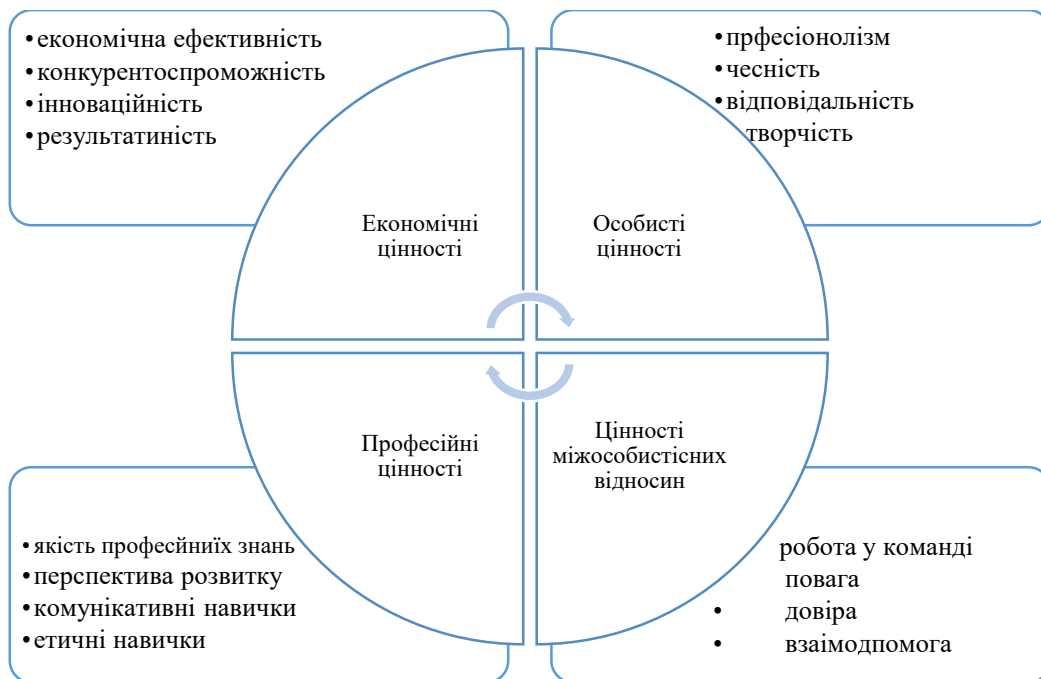 •економічна ефективність
•конкурентоспроможність
•інноваційність
•результатиність
•прфесіонолізм
•чесність
•відповідальність
творчість
Економічні
цінності
Особисті
цінності
Професійні
цінності
Цінності
міжособистісних
відносин
•якість професйниїх знань
•перспектива розвитку
•комунікативні навички
•етичні навички
робота у команді
повага
• довіра
• взаімодпомога